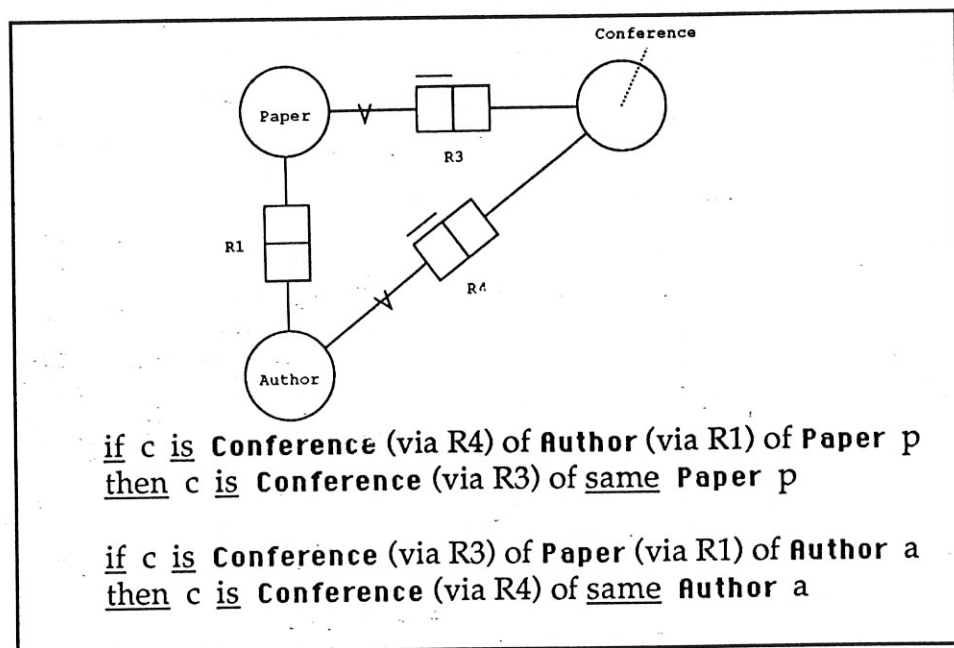 Conference
Paper
R3
R1
R4
Author
if c is Conference (via R4) of Author (via R1) of Paper p
then c is Conference (via R3) of same Paper p
if c is Conference (via R3) of Paper (via R1) of Author a
then c is Conference (via R4) of same Author a